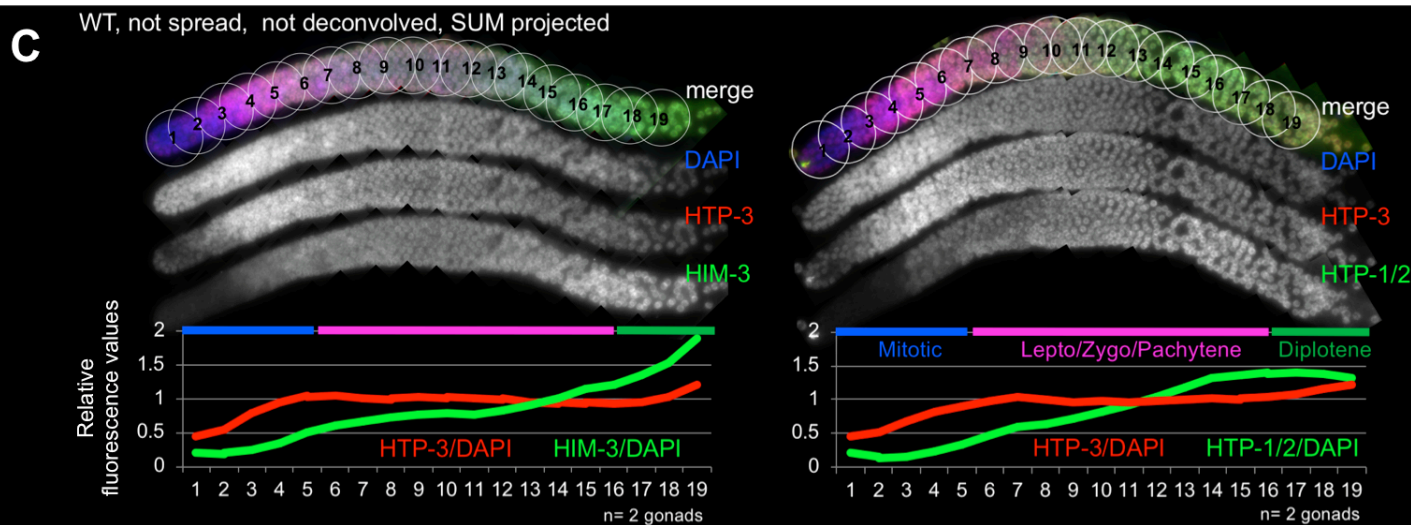 C
WT, not spread, not deconvolved, SUM projected
1 2 3 4 5 6 7 8 9 10 11 12 13 14 15 16 17 18 19
merge
DAPI
HTP-3
HIM-3
Relative
fluorescence values
2
1.5
1
0.5
0
HTP-3/DAPI HIM-3/DAPI
1 2 3 4 5 6 7 8 9 10 11 12 13 14 15 16 17 18 19
n= 2 gonads
1 2 3 4 5 6 7 8 9 10 11 12 13 14 15 16 17 18 19
merge
DAPI
HTP-3
HTP-1/2
2
1.5
1
0.5
0
Mitotic Lepto/Zygo/Pachytene Diplotene
HTP-3/DAPI HTP-1/2/DAPI
1 2 3 4 5 6 7 8 9 10 11 12 13 14 15 16 17 18 19
n= 2 gonads